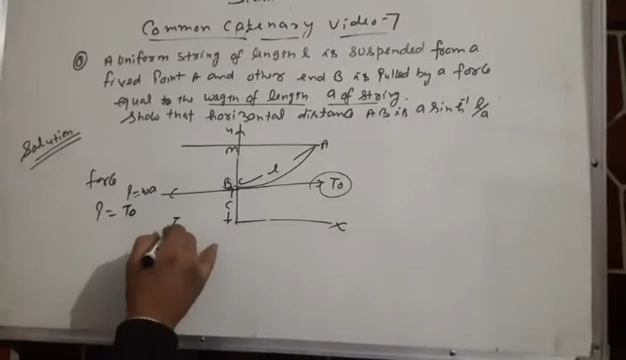 Common Catenary Video-7
Q A Uniform string of length l is suspended from a
fixed Point A and other end B is Pulled by a force
equal to the wegth of length a of string.
Show that horizontal distana AB is a sinh⁻¹ l/a
Solution
M
A
l
force
P=wa
B
C
T₀
P = T₀
C
X
T